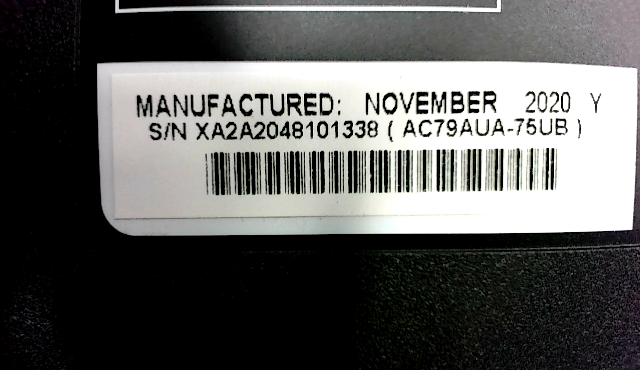 MANUFACTURED: NOVEMBER 2020 Y
S/N XA2A2048101338 ( AC79AUA-75UB )